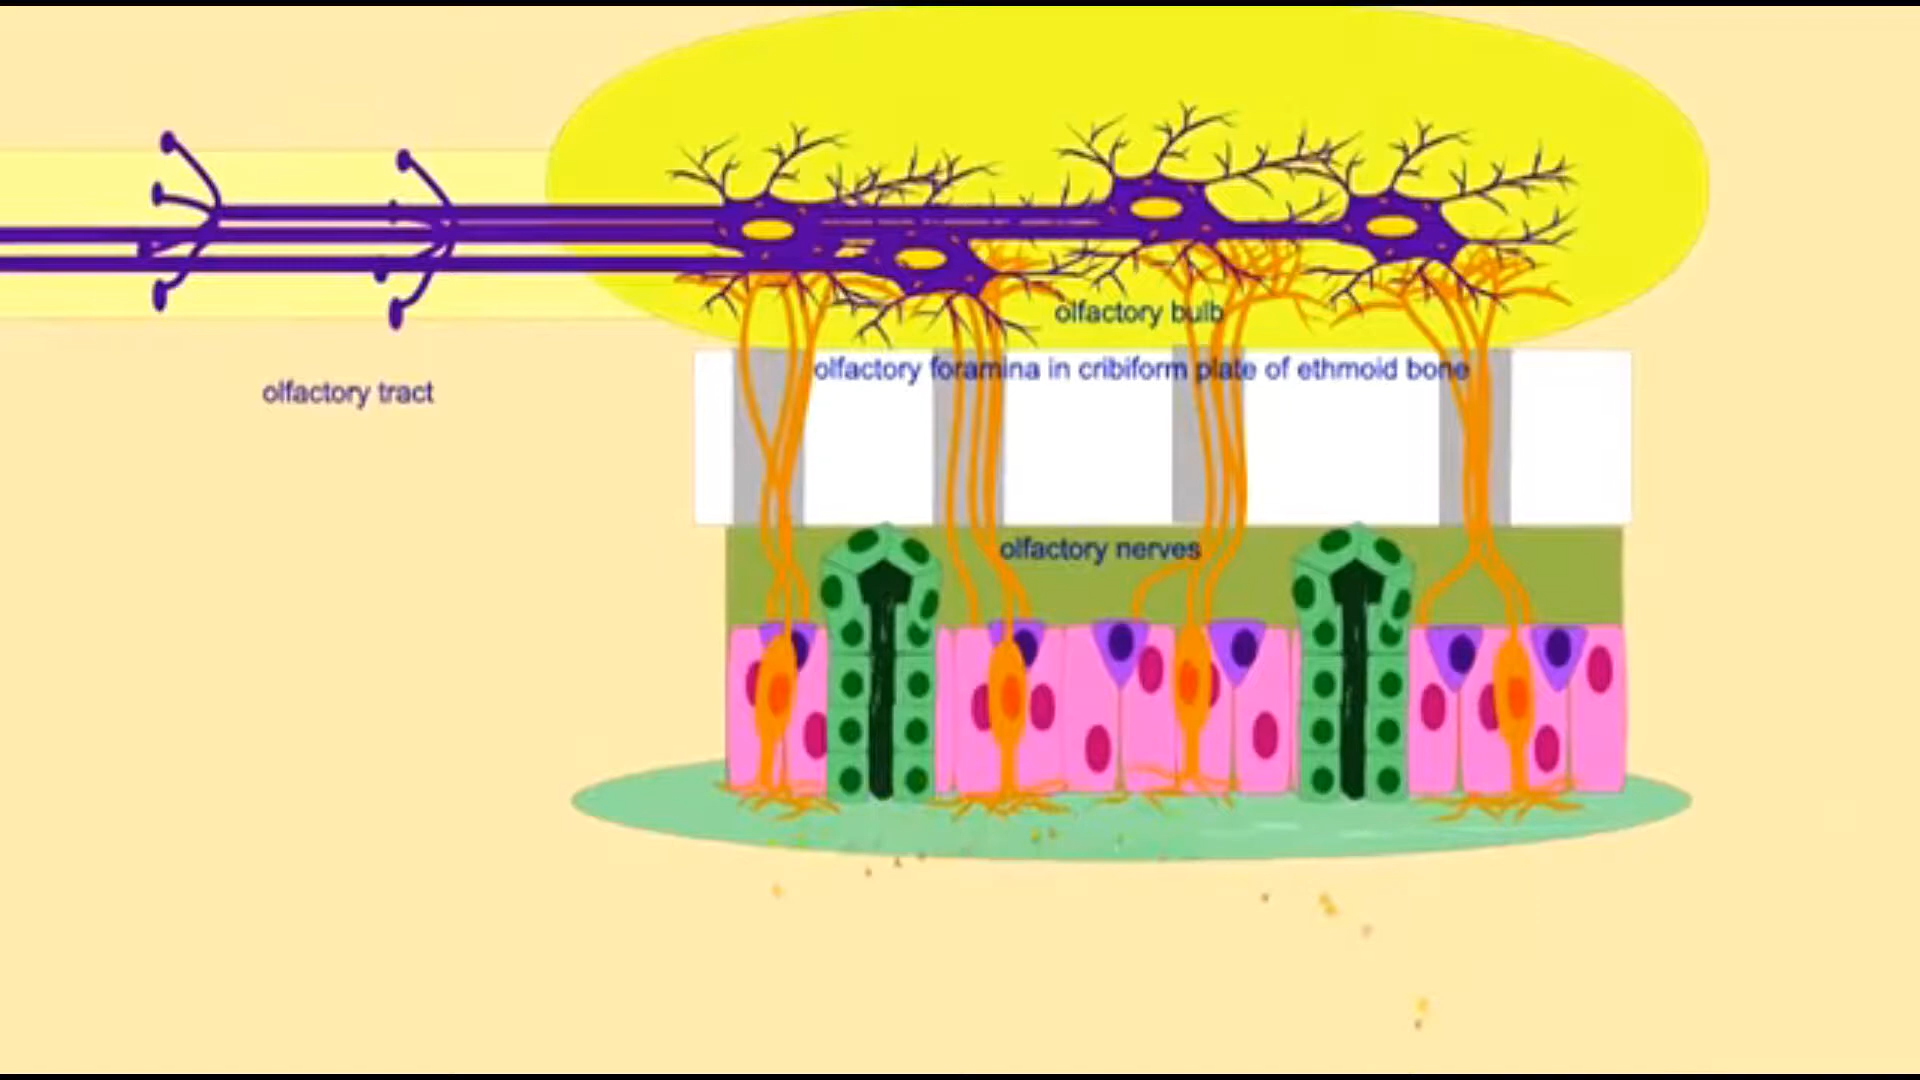 olfactory bulb
olfactory foramina in cribiform plate of ethmoid bone
olfactory tract
olfactory nerves